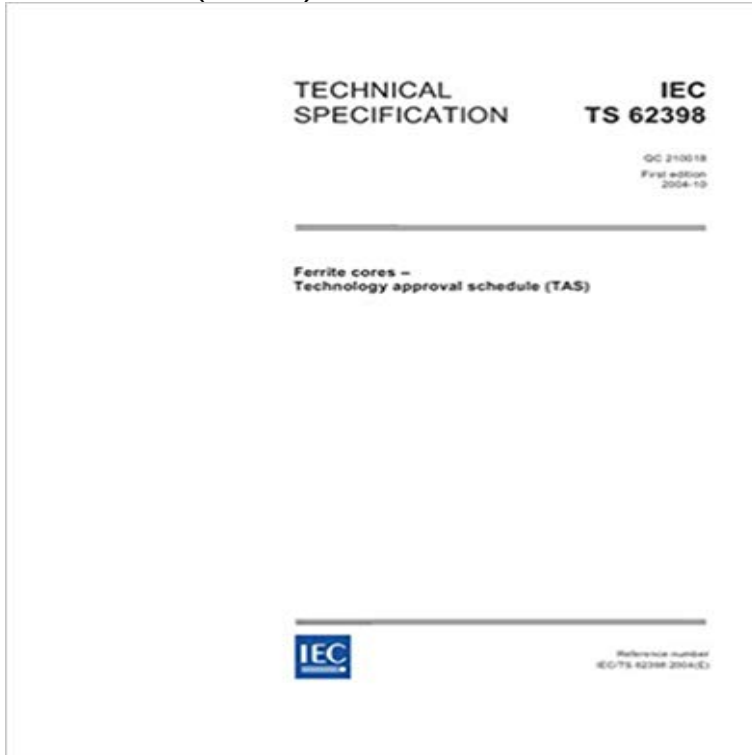 TECHNICAL
SPECIFICATION
IEC
TS 62398
QC 210018
First edition
2004-10
Ferrite cores –
Technology approval schedule (TAS)
IEC
Reference number
IEC/TS 62398:2004(E)